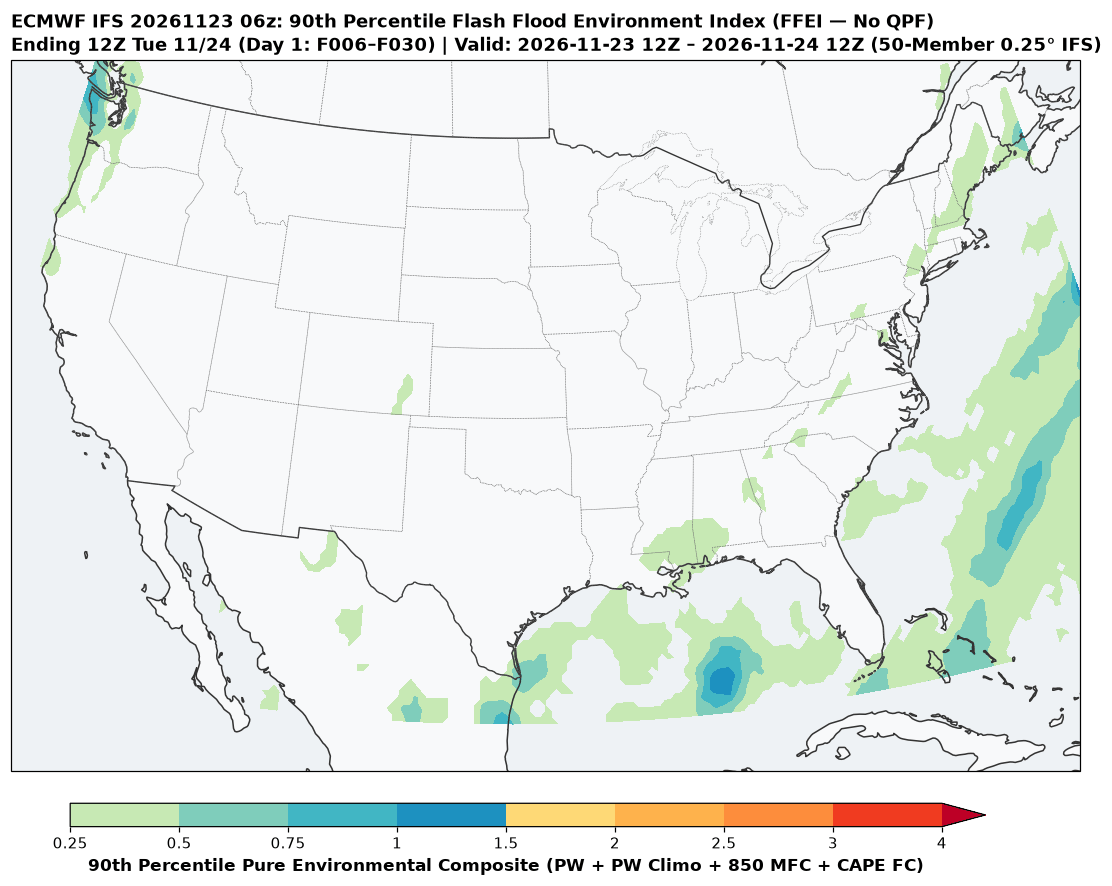 ECMWF IFS 20261123 06z: 90th Percentile Flash Flood Environment Index (FFEI — No QPF)
Ending 12Z Tue 11/24 (Day 1: F006–F030) | Valid: 2026-11-23 12Z – 2026-11-24 12Z (50-Member 0.25° IFS)
0.25 0.5 0.75 1 1.5 2 2.5 3 4
90th Percentile Pure Environmental Composite (PW + PW Climo + 850 MFC + CAPE FC)